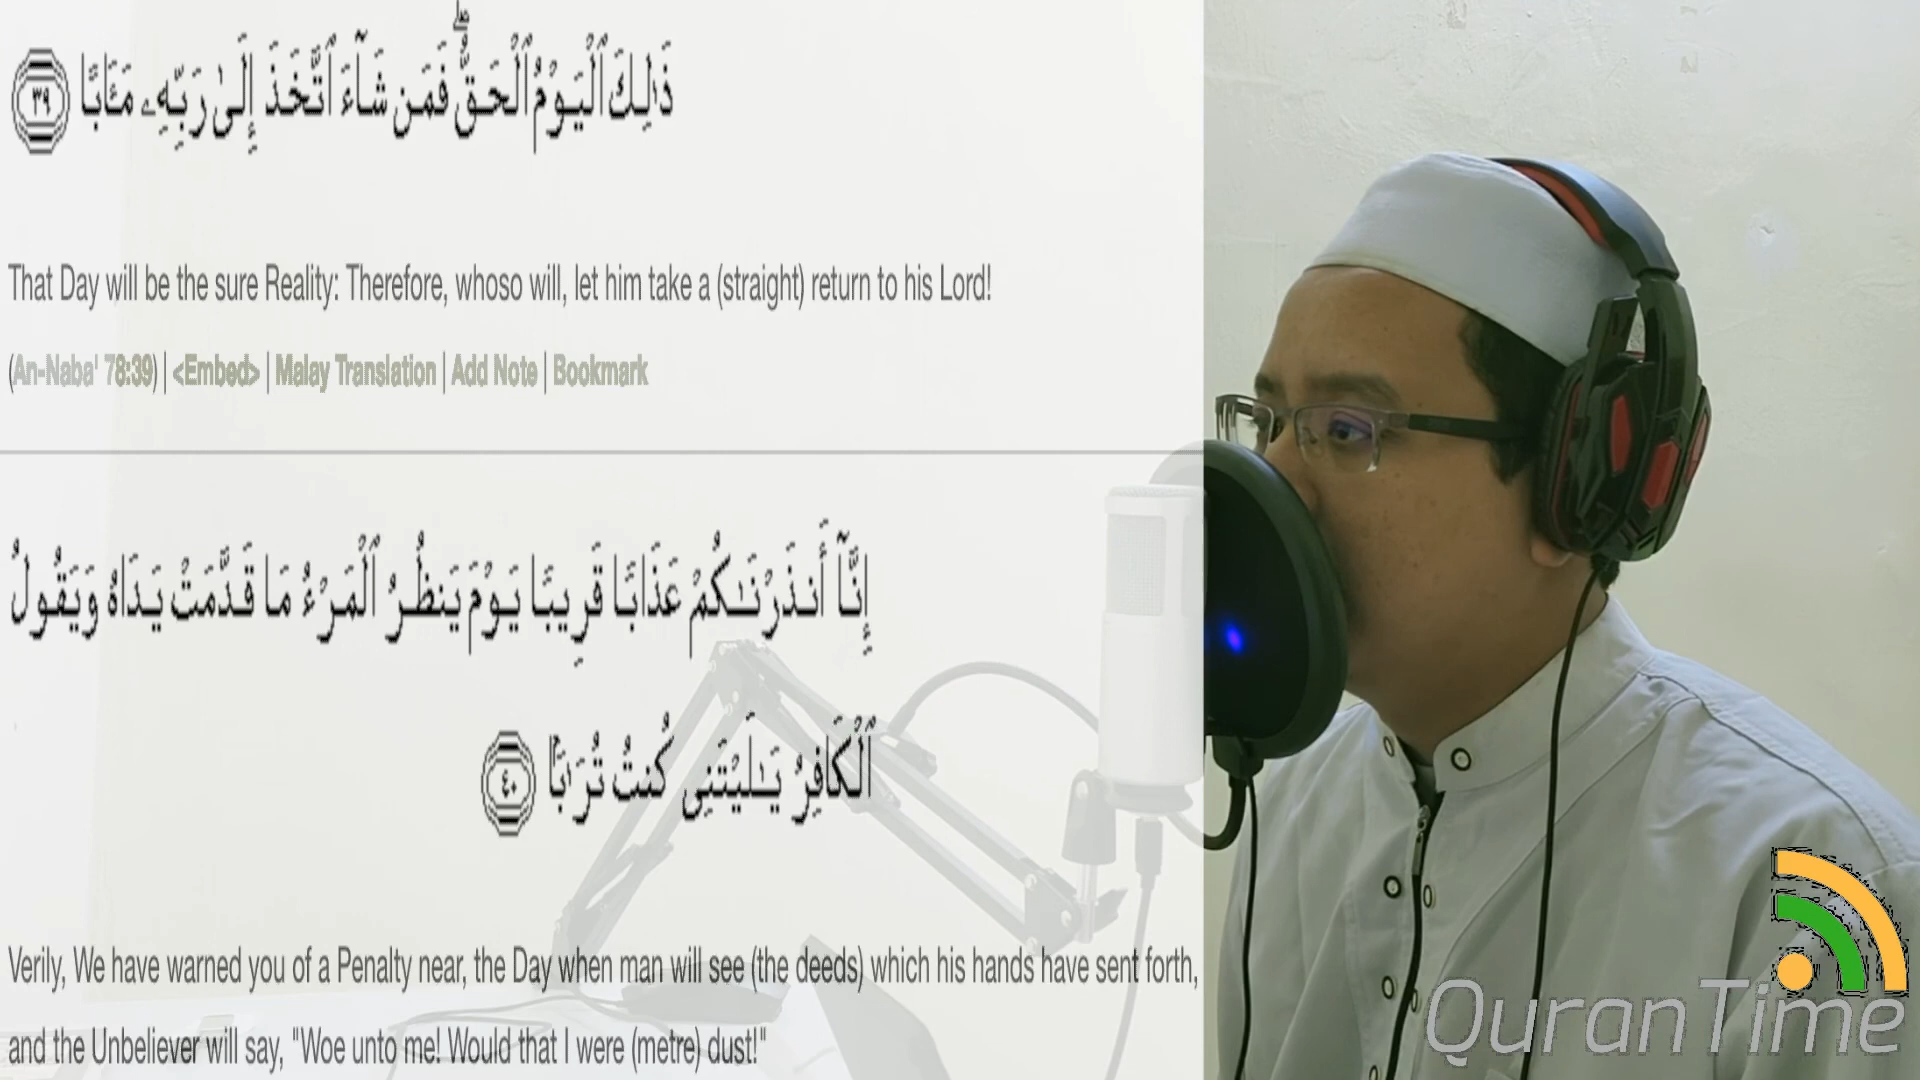 ذَٰلِكَ ٱلْيَوْمُ ٱلْحَقُّ ۖ فَمَن شَآءَ ٱتَّخَذَ إِلَىٰ رَبِّهِۦ مَـَٔابًا ٣٩
That Day will be the sure Reality: Therefore, whoso will, let him take a (straight) return to his Lord!
(An-Naba' 78:39) | <Embed> | Malay Translation | Add Note | Bookmark
إِنَّآ أَنذَرْنَـٰكُمْ عَذَابًا قَرِيبًا يَوْمَ يَنظُرُ ٱلْمَرْءُ مَا قَدَّمَتْ يَدَاهُ وَيَقُولُ
ٱلْكَافِرُ يَـٰلَيْتَنِى كُنتُ تُرَٰبًۢا ٤٠
Verily, We have warned you of a Penalty near, the Day when man will see (the deeds) which his hands have sent forth,
and the Unbeliever will say, "Woe unto me! Would that I were (metre) dust!"
QuranTime